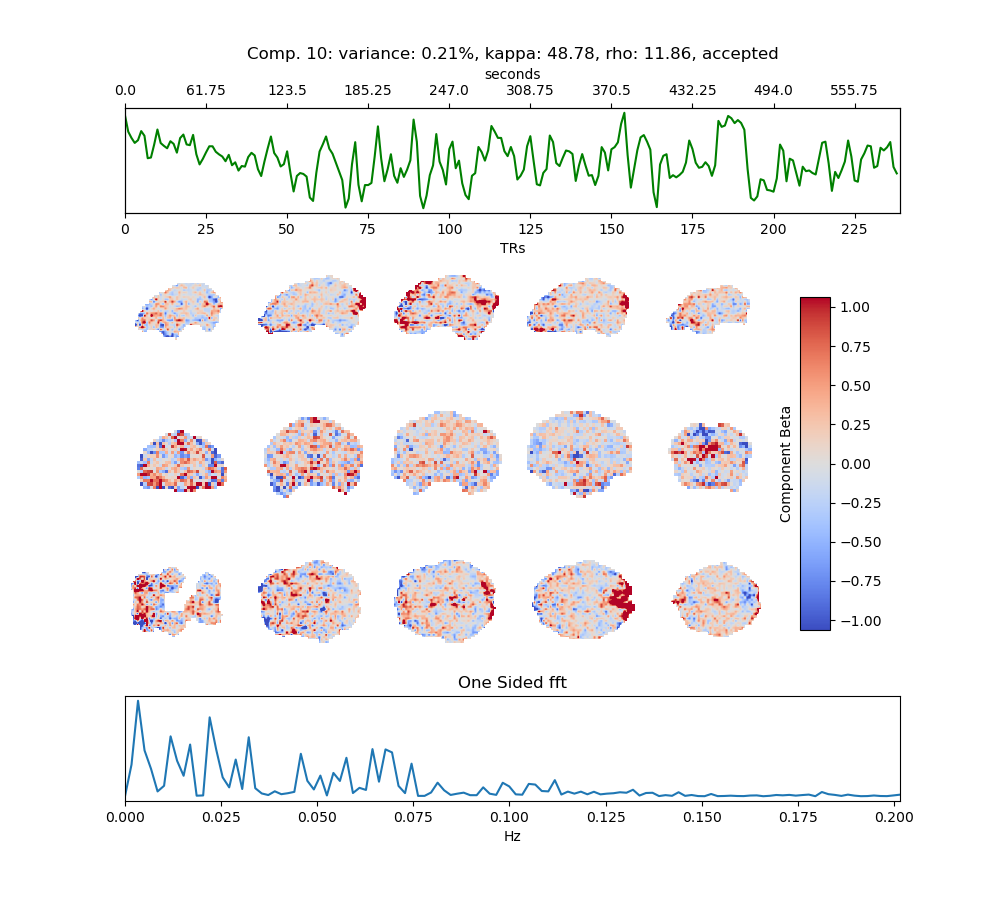 Comp. 10: variance: 0.21%, kappa: 48.78, rho: 11.86, accepted
seconds
0.0 61.75 123.5 185.25 247.0 308.75 370.5 432.25 494.0 555.75
0 25 50 75 100 125 150 175 200 225
TRs
1.00
0.75
0.50
0.25
0.00
−0.25
−0.50
−0.75
−1.00
Component Beta
One Sided fft
0.000 0.025 0.050 0.075 0.100 0.125 0.150 0.175 0.200
Hz